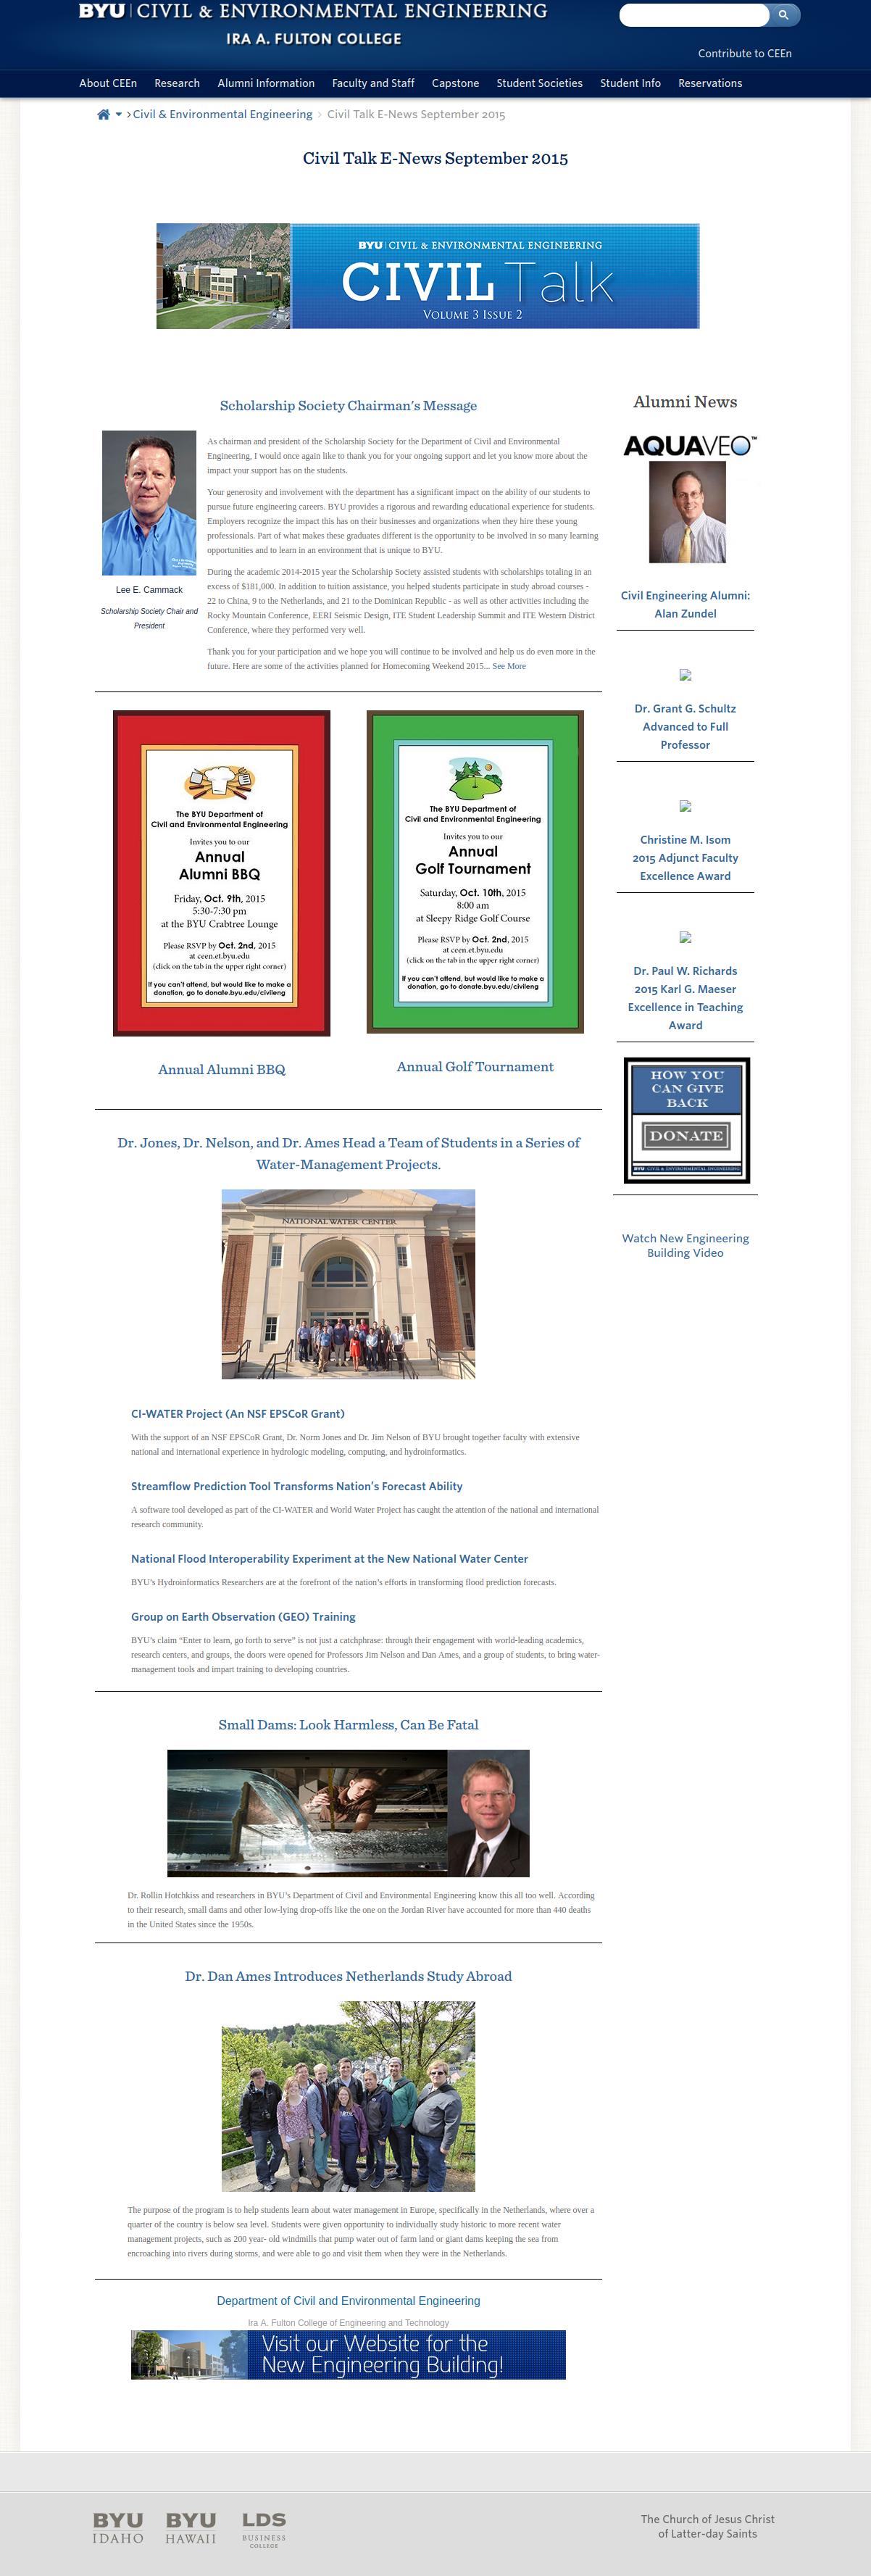 BYU | CIVIL & ENVIRONMENTAL ENGINEERING
IRA A. FULTON COLLEGE
Contribute to CEEn
About CEEn Research Alumni Information Faculty and Staff Capstone Student Societies Student Info Reservations
Civil & Environmental Engineering > Civil Talk E-News September 2015
Civil Talk E-News September 2015
BYU | CIVIL & ENVIRONMENTAL ENGINEERING
CIVIL Talk
VOLUME 3 ISSUE 2
Scholarship Society Chairman's Message
Lee E. Cammack
Scholarship Society Chair and
President
As chairman and president of the Scholarship Society for the Department of Civil and Environmental
Engineering, I would once again like to thank you for your ongoing support and let you know more about the
impact your support has on the students.
Your generosity and involvement with the department has a significant impact on the ability of our students to
pursue future engineering careers. BYU provides a rigorous and rewarding educational experience for students.
Employers recognize the impact this has on their businesses and organizations when they hire these young
professionals. Part of what makes these graduates different is the opportunity to be involved in so many learning
opportunities and to learn in an environment that is unique to BYU.
During the academic 2014-2015 year the Scholarship Society assisted students with scholarships totaling in an
excess of $181,000. In addition to tuition assistance, you helped students participate in study abroad courses -
22 to China, 9 to the Netherlands, and 21 to the Dominican Republic - as well as other activities including the
Rocky Mountain Conference, EERI Seismic Design, ITE Student Leadership Summit and ITE Western District
Conference, where they performed very well.
Thank you for your participation and we hope you will continue to be involved and help us do even more in the
future. Here are some of the activities planned for Homecoming Weekend 2015... See More
The BYU Department of
Civil and Environmental Engineering
Invites you to our
Annual
Alumni BBQ
Friday, Oct. 9th, 2015
5:30-7:30 pm
at the BYU Crabtree Lounge
Please RSVP by Oct. 2nd, 2015
at ceen.et.byu.edu
(click on the tab in the upper right corner)
If you can't attend, but would like to make a
donation, go to donate.byu.edu/civileng
Annual Alumni BBQ
The BYU Department of
Civil and Environmental Engineering
Invites you to our
Annual
Golf Tournament
Saturday, Oct. 10th, 2015
8:00 am
at Sleepy Ridge Golf Course
Please RSVP by Oct. 2nd, 2015
at ceen.et.byu.edu
(click on the tab in the upper right corner)
If you can't attend, but would like to make a
donation, go to donate.byu.edu/civileng
Annual Golf Tournament
Dr. Jones, Dr. Nelson, and Dr. Ames Head a Team of Students in a Series of
Water-Management Projects.
NATIONAL WATER CENTER
CI-WATER Project (An NSF EPSCoR Grant)
With the support of an NSF EPSCoR Grant, Dr. Norm Jones and Dr. Jim Nelson of BYU brought together faculty with extensive
national and international experience in hydrologic modeling, computing, and hydroinformatics.
Streamflow Prediction Tool Transforms Nation's Forecast Ability
A software tool developed as part of the CI-WATER and World Water Project has caught the attention of the national and international
research community.
National Flood Interoperability Experiment at the New National Water Center
BYU's Hydroinformatics Researchers are at the forefront of the nation's efforts in transforming flood prediction forecasts.
Group on Earth Observation (GEO) Training
BYU's claim “Enter to learn, go forth to serve” is not just a catchphrase: through their engagement with world-leading academics,
research centers, and groups, the doors were opened for Professors Jim Nelson and Dan Ames, and a group of students, to bring water-
management tools and impart training to developing countries.
Small Dams: Look Harmless, Can Be Fatal
Dr. Rollin Hotchkiss and researchers in BYU's Department of Civil and Environmental Engineering know this all too well. According
to their research, small dams and other low-lying drop-offs like the one on the Jordan River have accounted for more than 440 deaths
in the United States since the 1950s.
Dr. Dan Ames Introduces Netherlands Study Abroad
The purpose of the program is to help students learn about water management in Europe, specifically in the Netherlands, where over a
quarter of the country is below sea level. Students were given opportunity to individually study historic to more recent water
management projects, such as 200 year- old windmills that pump water out of farm land or giant dams keeping the sea from
encroaching into rivers during storms, and were able to go and visit them when they were in the Netherlands.
Department of Civil and Environmental Engineering
Ira A. Fulton College of Engineering and Technology
Visit our Website for the
New Engineering Building!
Alumni News
AQUAVEO™
Civil Engineering Alumni:
Alan Zundel
Dr. Grant G. Schultz
Advanced to Full
Professor
Christine M. Isom
2015 Adjunct Faculty
Excellence Award
Dr. Paul W. Richards
2015 Karl G. Maeser
Excellence in Teaching
Award
HOW YOU
CAN GIVE
BACK
DONATE
BYU | CIVIL & ENVIRONMENTAL ENGINEERING
Watch New Engineering
Building Video
BYU IDAHO
BYU HAWAII
LDS BUSINESS COLLEGE
The Church of Jesus Christ
of Latter-day Saints